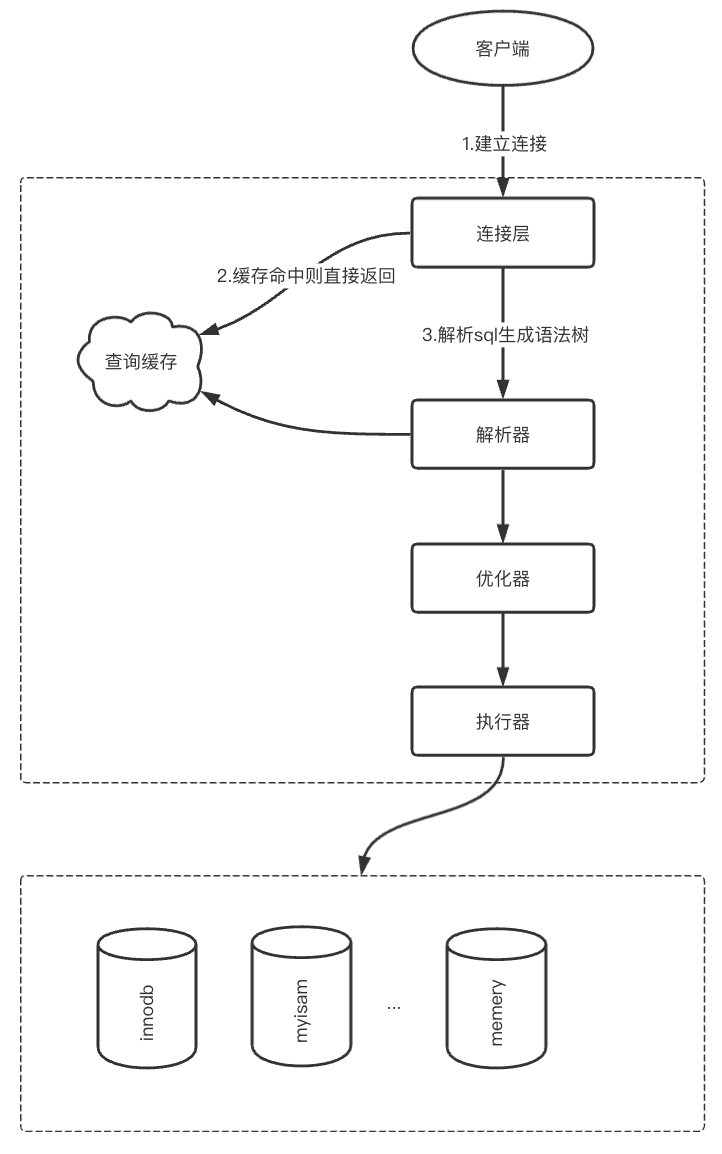 客户端
1.建立连接
连接层
2.缓存命中则直接返回
3.解析sql生成语法树
查询缓存
解析器
优化器
执行器
innodb
myisam
...
memery